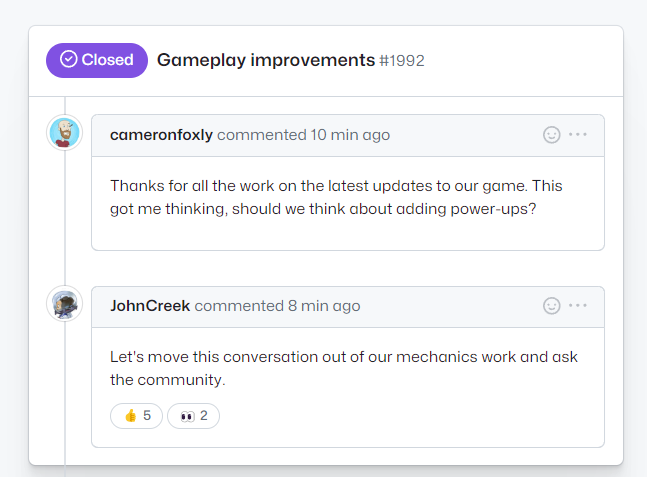 Closed Gameplay improvements #1992
cameronfoxly commented 10 min ago
Thanks for all the work on the latest updates to our game. This
got me thinking, should we think about adding power-ups?
JohnCreek commented 8 min ago
Let's move this conversation out of our mechanics work and ask
the community.
👍 5 👀 2